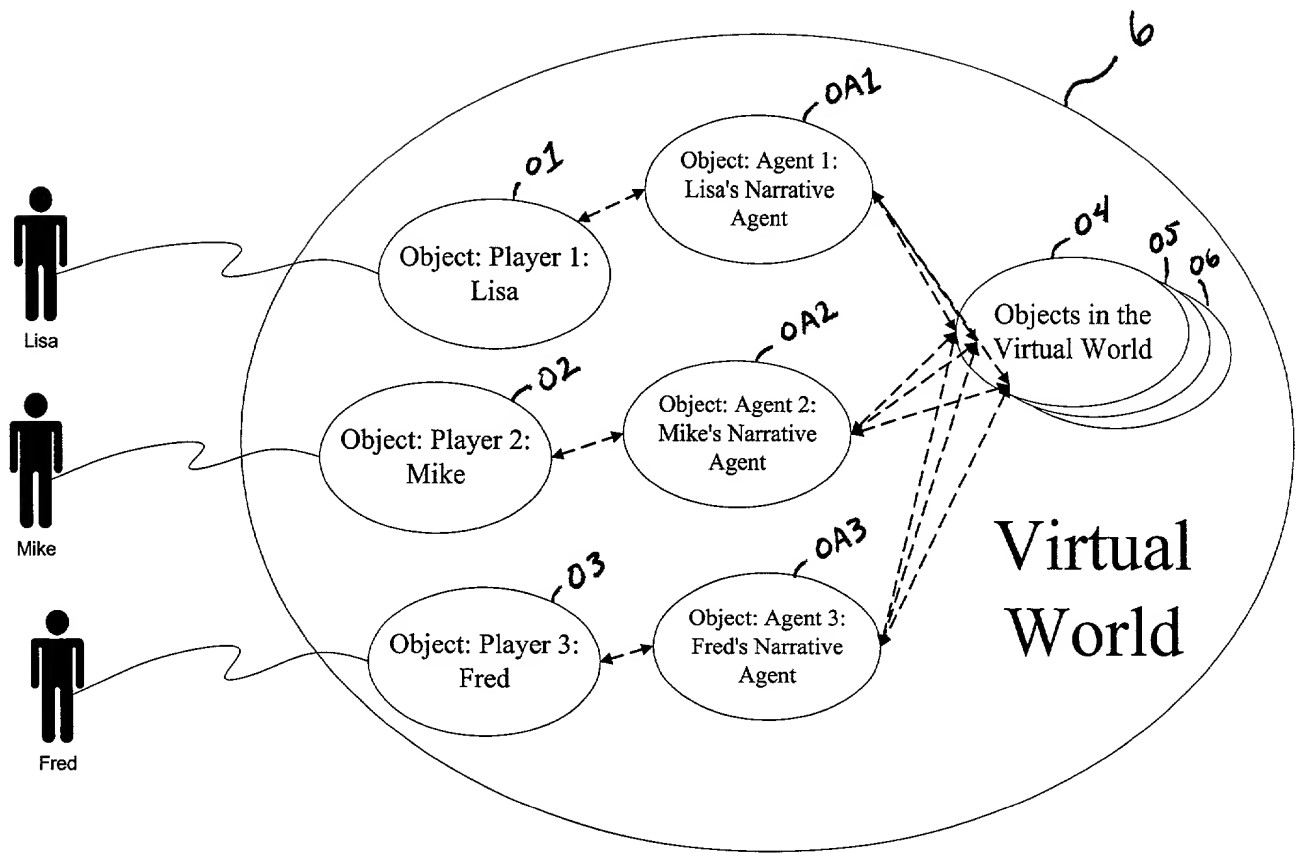 6
OA1
Object: Agent 1:
Lisa's Narrative
Agent
O1
Object: Player 1:
Lisa
Lisa
O4
O5
O6
Objects in the
Virtual World
OA2
Object: Agent 2:
Mike's Narrative
Agent
O2
Object: Player 2:
Mike
Mike
OA3
Object: Agent 3:
Fred's Narrative
Agent
O3
Object: Player 3:
Fred
Fred
Virtual
World